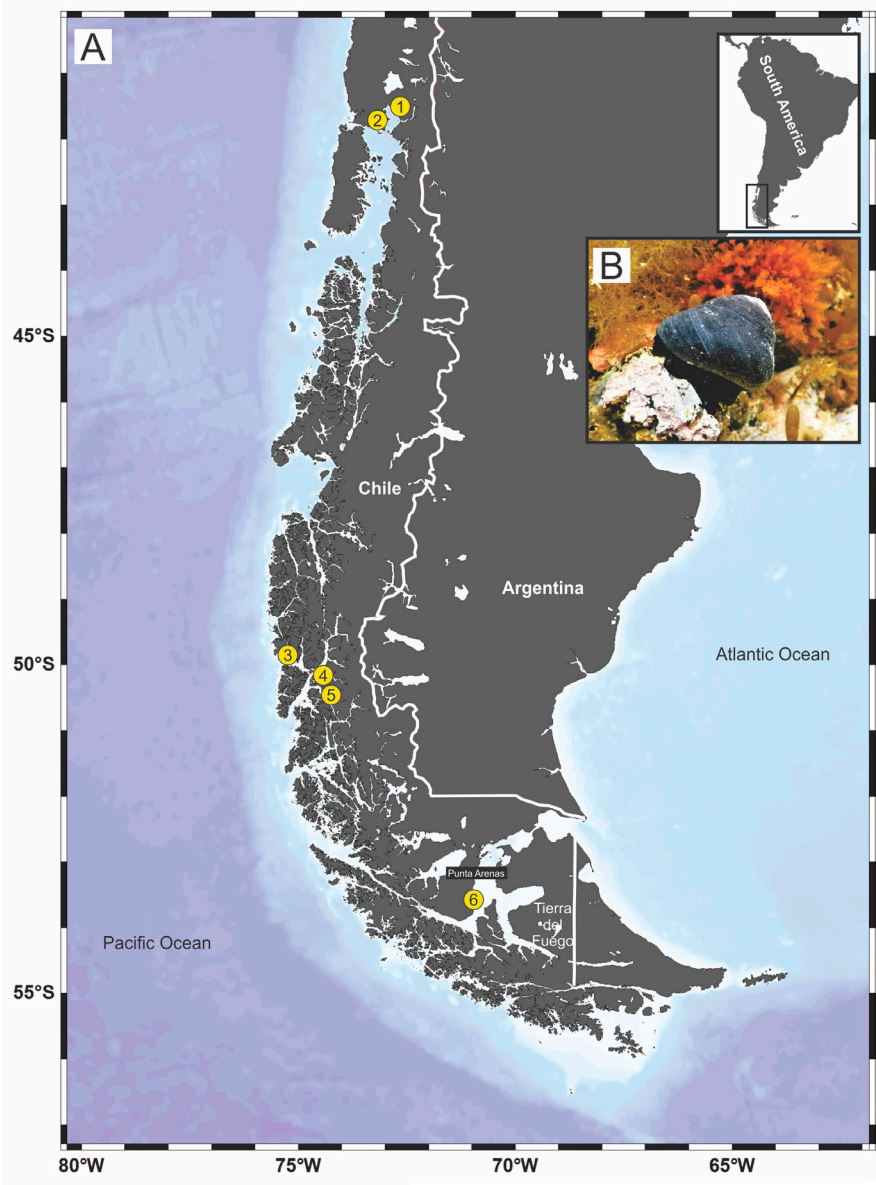 A
1
2
South America
B
45°S
Chile
Argentina
50°S
3
4
5
Atlantic Ocean
Punta Arenas
6
Tierra
del
Fuego
Pacific Ocean
55°S
80°W
75°W
70°W
65°W